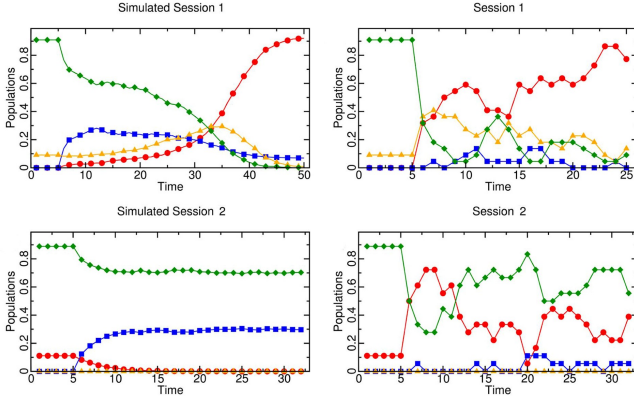 Simulated Session 1
Populations
0.8
0.6
0.4
0.2
0
0 10 20 30 40 50
Time
Session 1
Populations
0.8
0.6
0.4
0.2
0
0 5 10 15 20 25
Time
Simulated Session 2
Populations
0.8
0.6
0.4
0.2
0
0 5 10 15 20 25 30
Time
Session 2
Populations
0.8
0.6
0.4
0.2
0
0 5 10 15 20 25 30
Time